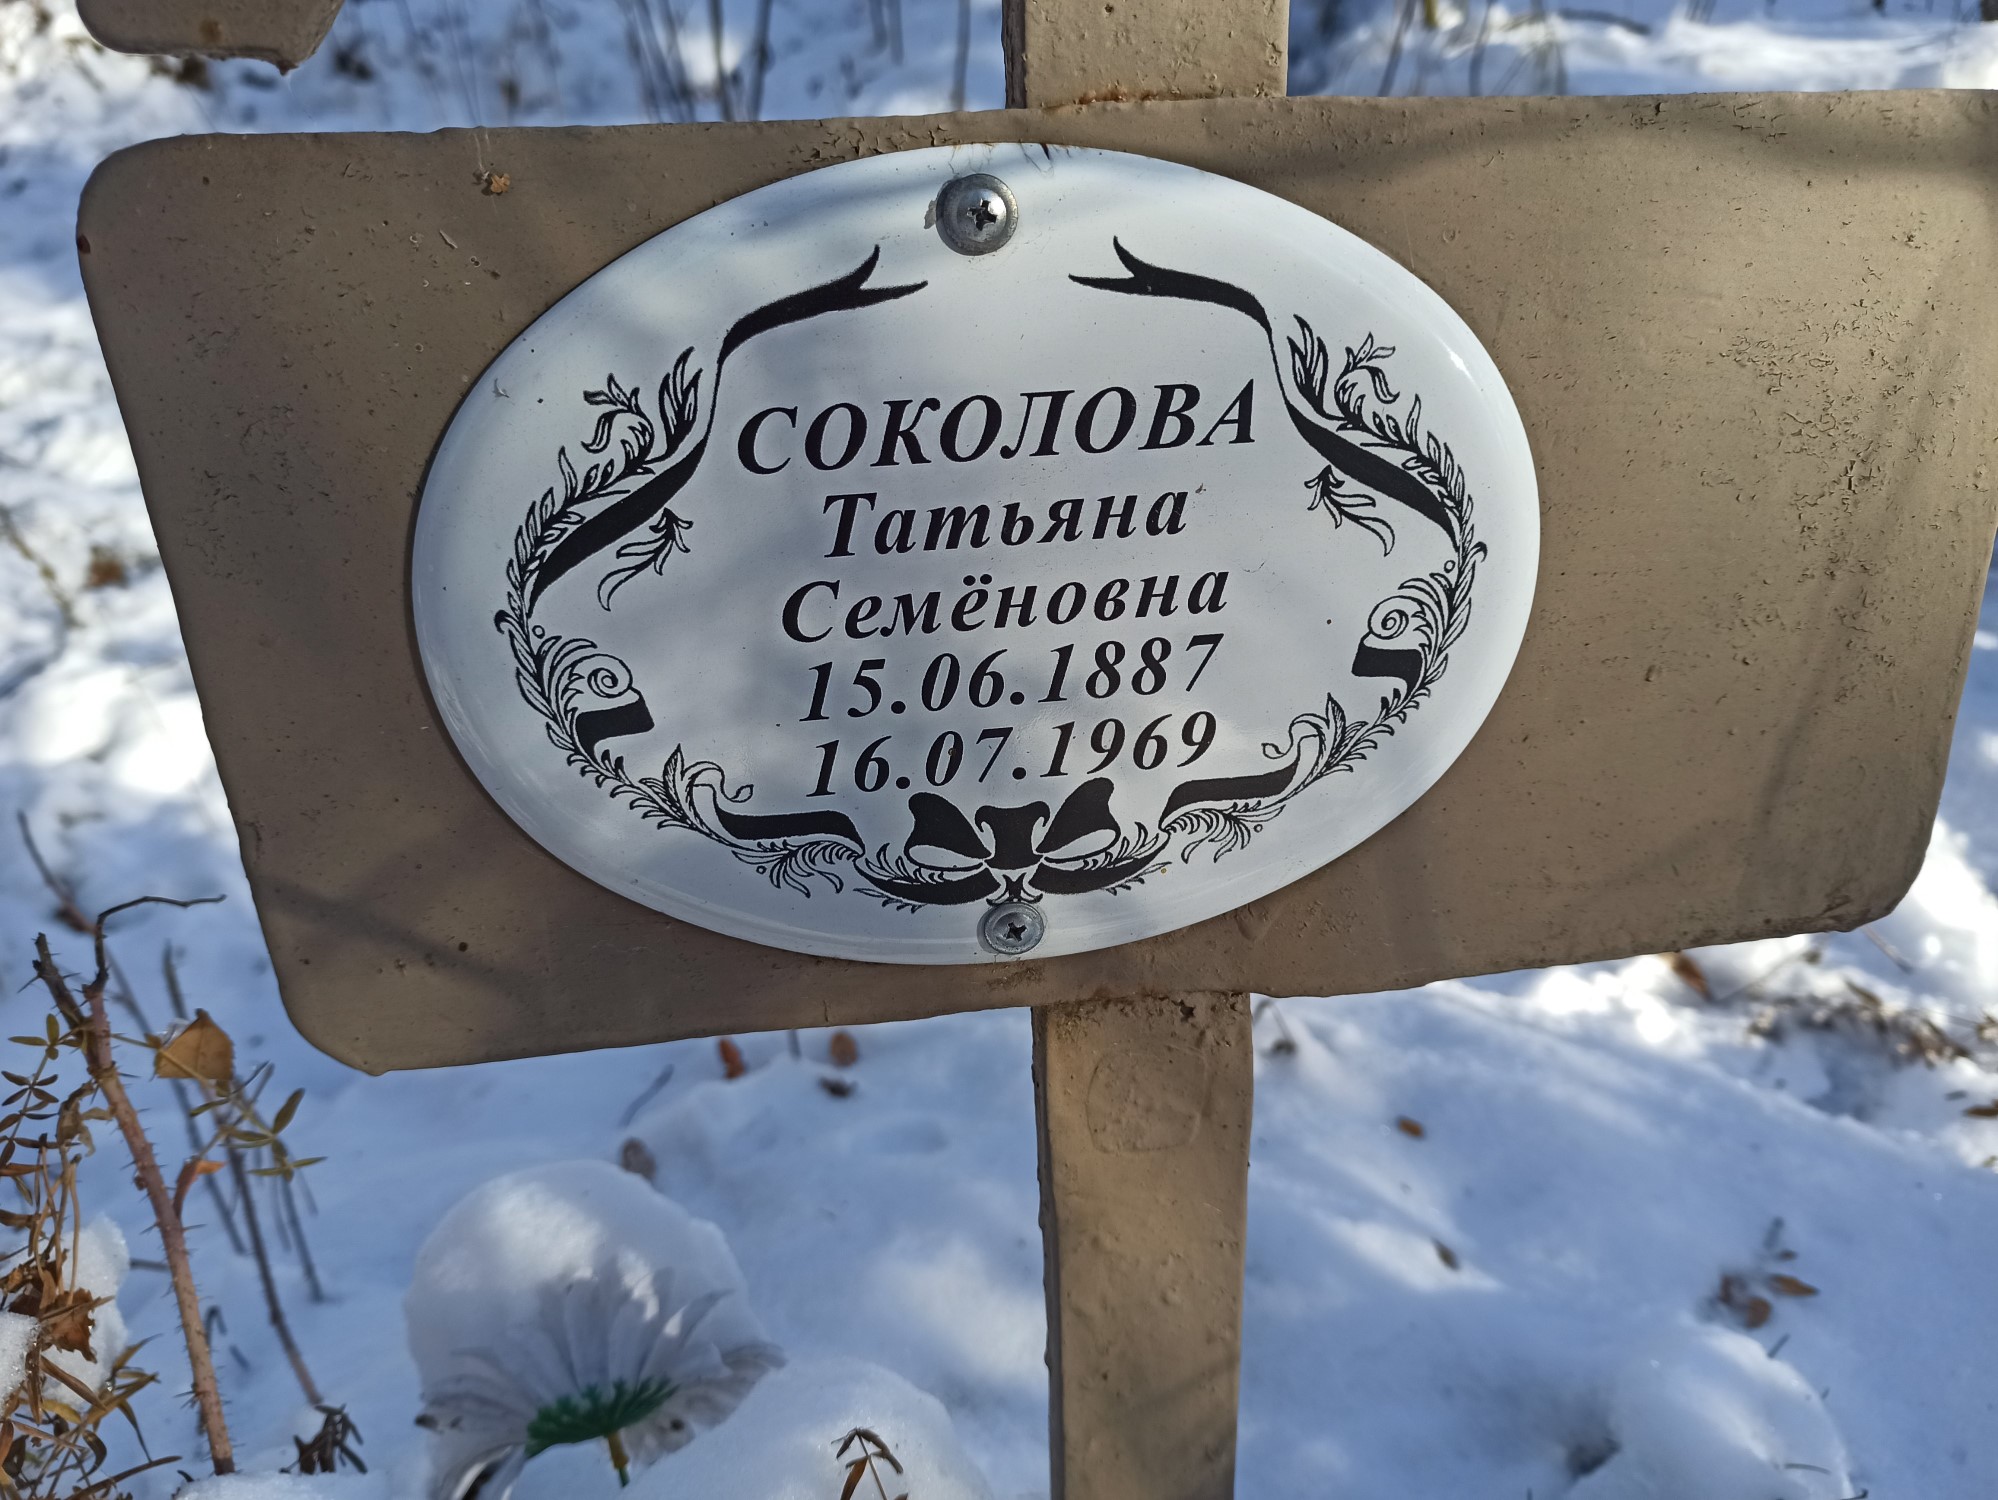 СОКОЛОВА
Татьяна
Семёновна
15.06.1887
16.07.1969